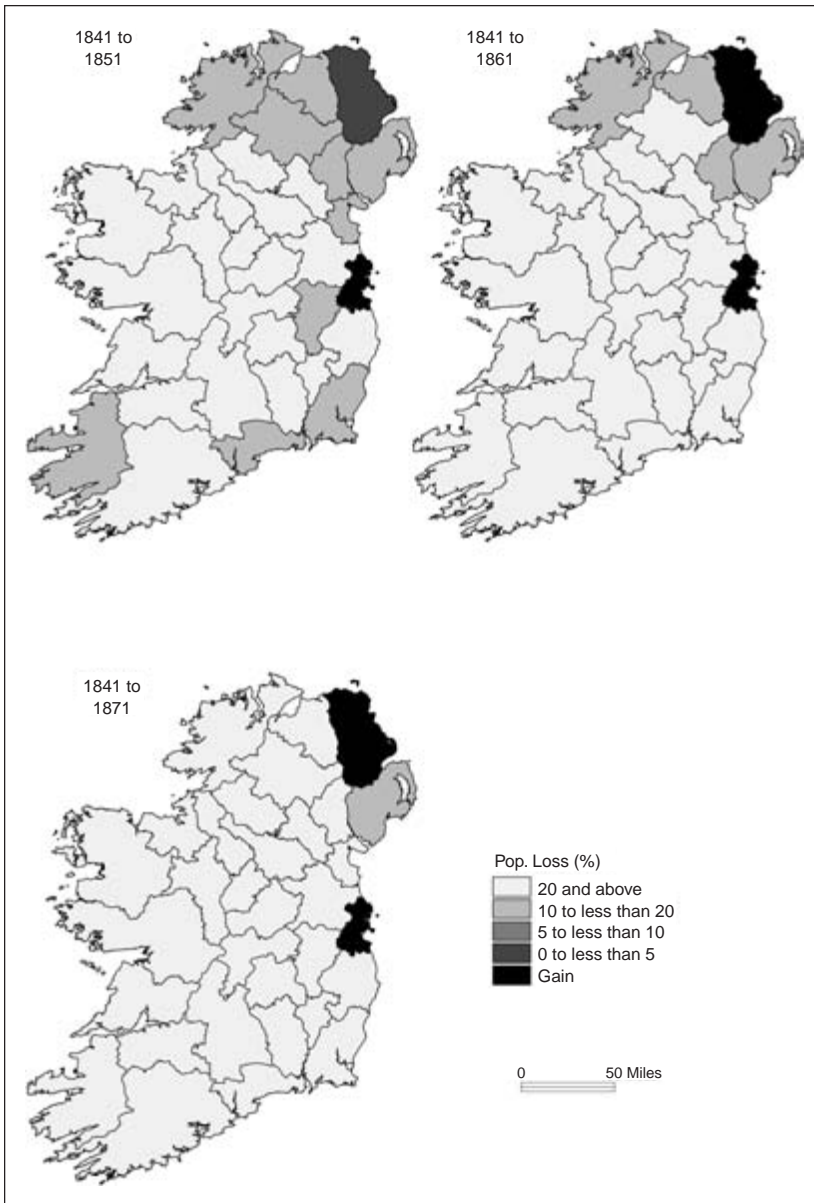 1841 to
1851
1841 to
1861
1841 to
1871
Pop. Loss (%)
20 and above
10 to less than 20
5 to less than 10
0 to less than 5
Gain
0 50 Miles